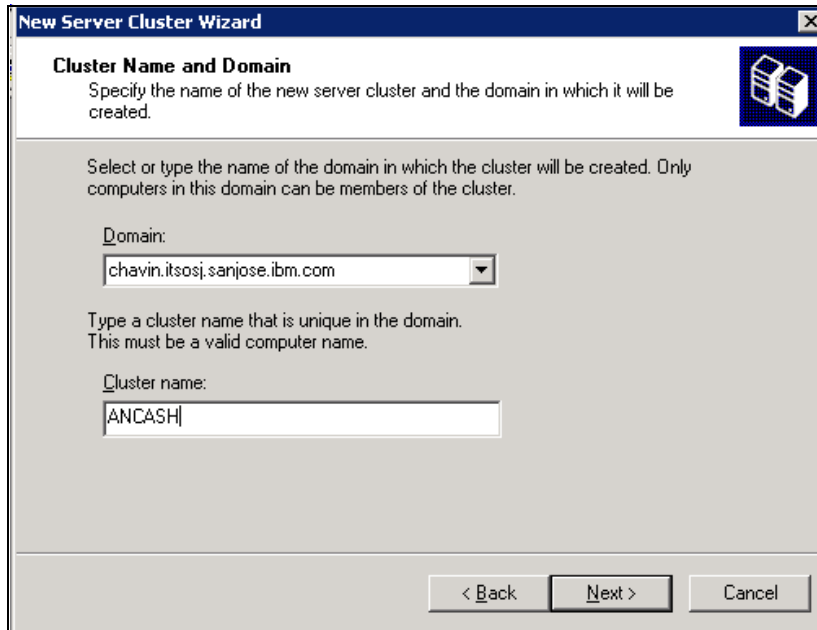 New Server Cluster Wizard
Cluster Name and Domain
Specify the name of the new server cluster and the domain in which it will be
created.
Select or type the name of the domain in which the cluster will be created. Only
computers in this domain can be members of the cluster.
Domain:
chavin.itsosj.sanjose.ibm.com
Type a cluster name that is unique in the domain.
This must be a valid computer name.
Cluster name:
ANCASH
< Back Next > Cancel